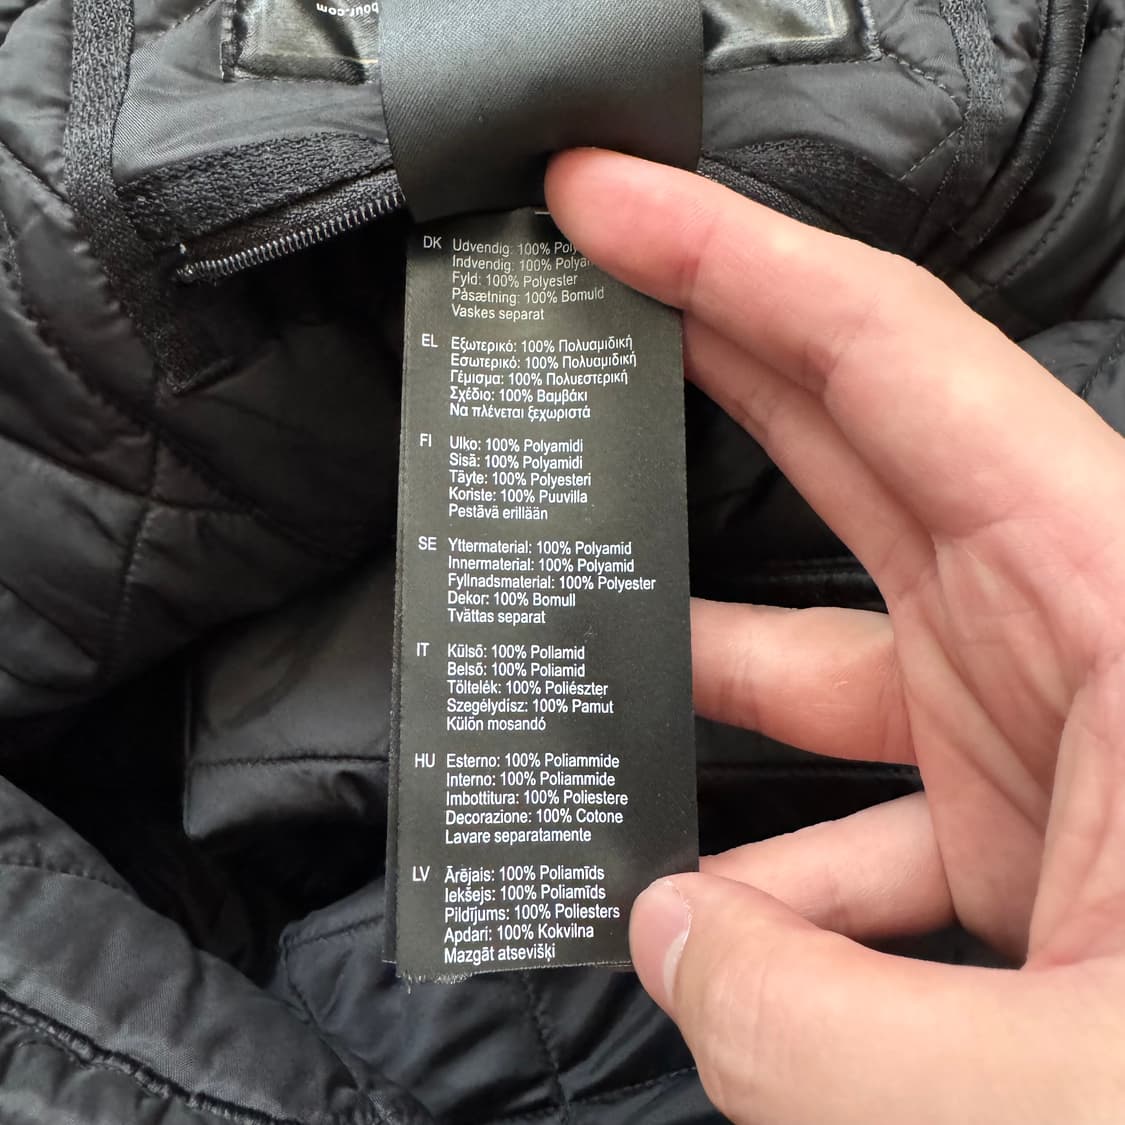 DK Udvendig: 100%
Indvendig: 100%
Fyld: 100% Polyester
Påsætning: 100% Bomuld
Vaskes separat
EL Εξωτερικό: 100% Πολυαμιδική
Εσωτερικό: 100% Πολυαμιδική
Γέμισμα: 100% Πολυεστερική
Σχέδιο: 100% Βαμβάκι
Να πλένεται ξεχωριστά
FI Ulko: 100% Polyamidi
Sisä: 100% Polyamidi
Täyte: 100% Polyesteri
Koriste: 100% Puuvilla
Pestävä erillään
SE Yttermaterial: 100% Polyamid
Innermaterial: 100% Polyamid
Fyllnadsmaterial: 100% Polyester
Dekor: 100% Bomull
Tvättas separat
IT Külső: 100% Poliamid
Belső: 100% Poliamid
Töltelék: 100% Poliészter
Szegélydísz: 100% Pamut
Külön mosandó
HU Esterno: 100% Poliammide
Interno: 100% Poliammide
Imbottitura: 100% Poliestere
Decorazione: 100% Cotone
Lavare separatamente
LV Ārējais: 100% Poliamīds
Iekšējs: 100% Poliamīds
Pildījums: 100% Poliesters
Apdari: 100% Kokvilna
Mazgāt atsevišķi